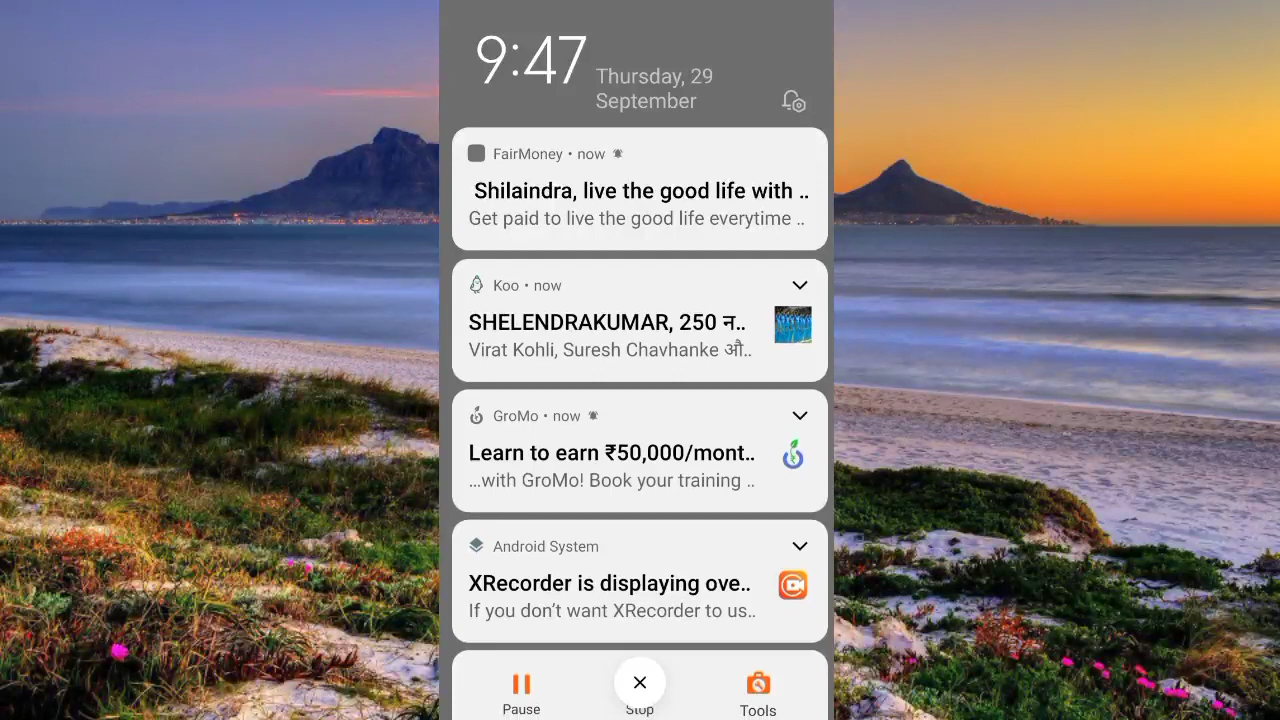 9:47
Thursday, 29
September
FairMoney • now
Shilaindra, live the good life with ..
Get paid to live the good life everytime ..
Koo • now
SHELENDRAKUMAR, 250 न..
Virat Kohli, Suresh Chavhanke औ..
GroMo • now
Learn to earn ₹50,000/mont..
...with GroMo! Book your training ..
Android System
XRecorder is displaying ove..
If you don't want XRecorder to us..
Pause
Stop
Tools